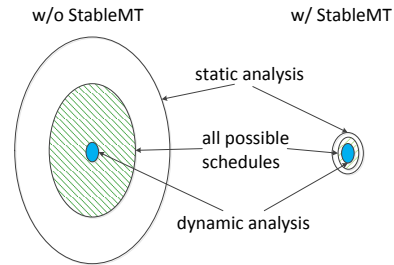 w/o StableMT
w/ StableMT
static analysis
all possible
schedules
dynamic analysis